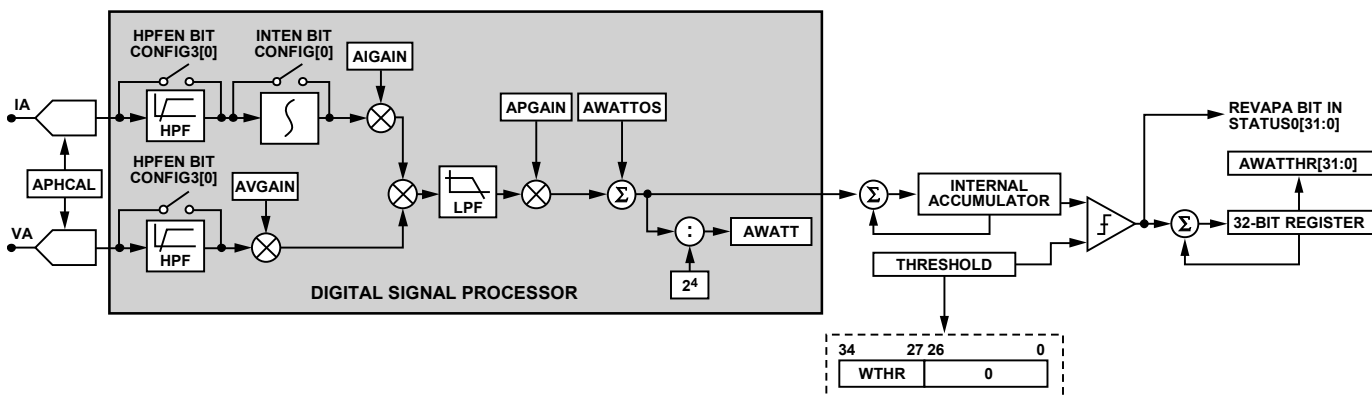 HPFEN BIT
CONFIG3[0]
INTEN BIT
CONFIG[0]
AIGAIN
IA
HPF
APHCAL
HPFEN BIT
CONFIG3[0]
AVGAIN
VA
HPF
LPF
APGAIN
AWATTOS
Σ
:
AWATT
2⁴
DIGITAL SIGNAL PROCESSOR
Σ
INTERNAL
ACCUMULATOR
THRESHOLD
REVAPA BIT IN
STATUS0[31:0]
AWATTHR[31:0]
Σ
32-BIT REGISTER
34 27 26 0
WTHR 0